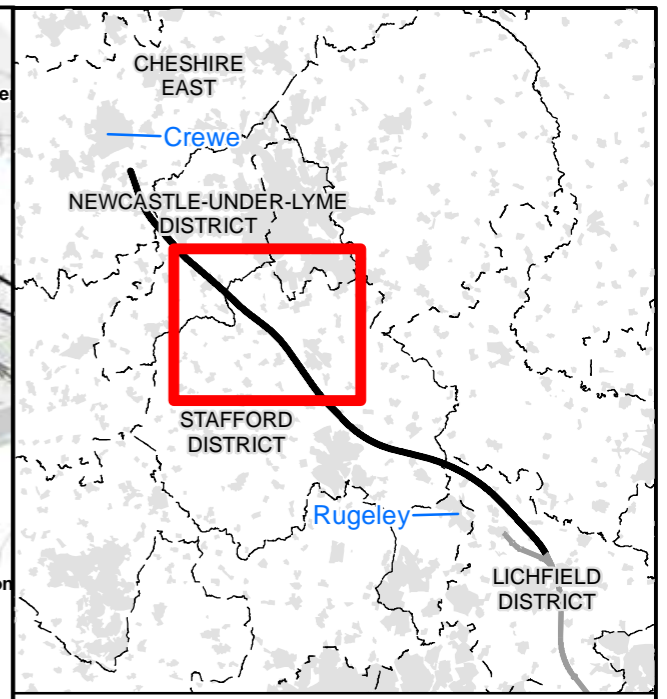 CHESHIRE
EAST
Crewe
NEWCASTLE-UNDER-LYME
DISTRICT
STAFFORD
DISTRICT
Rugeley
LICHFIELD
DISTRICT